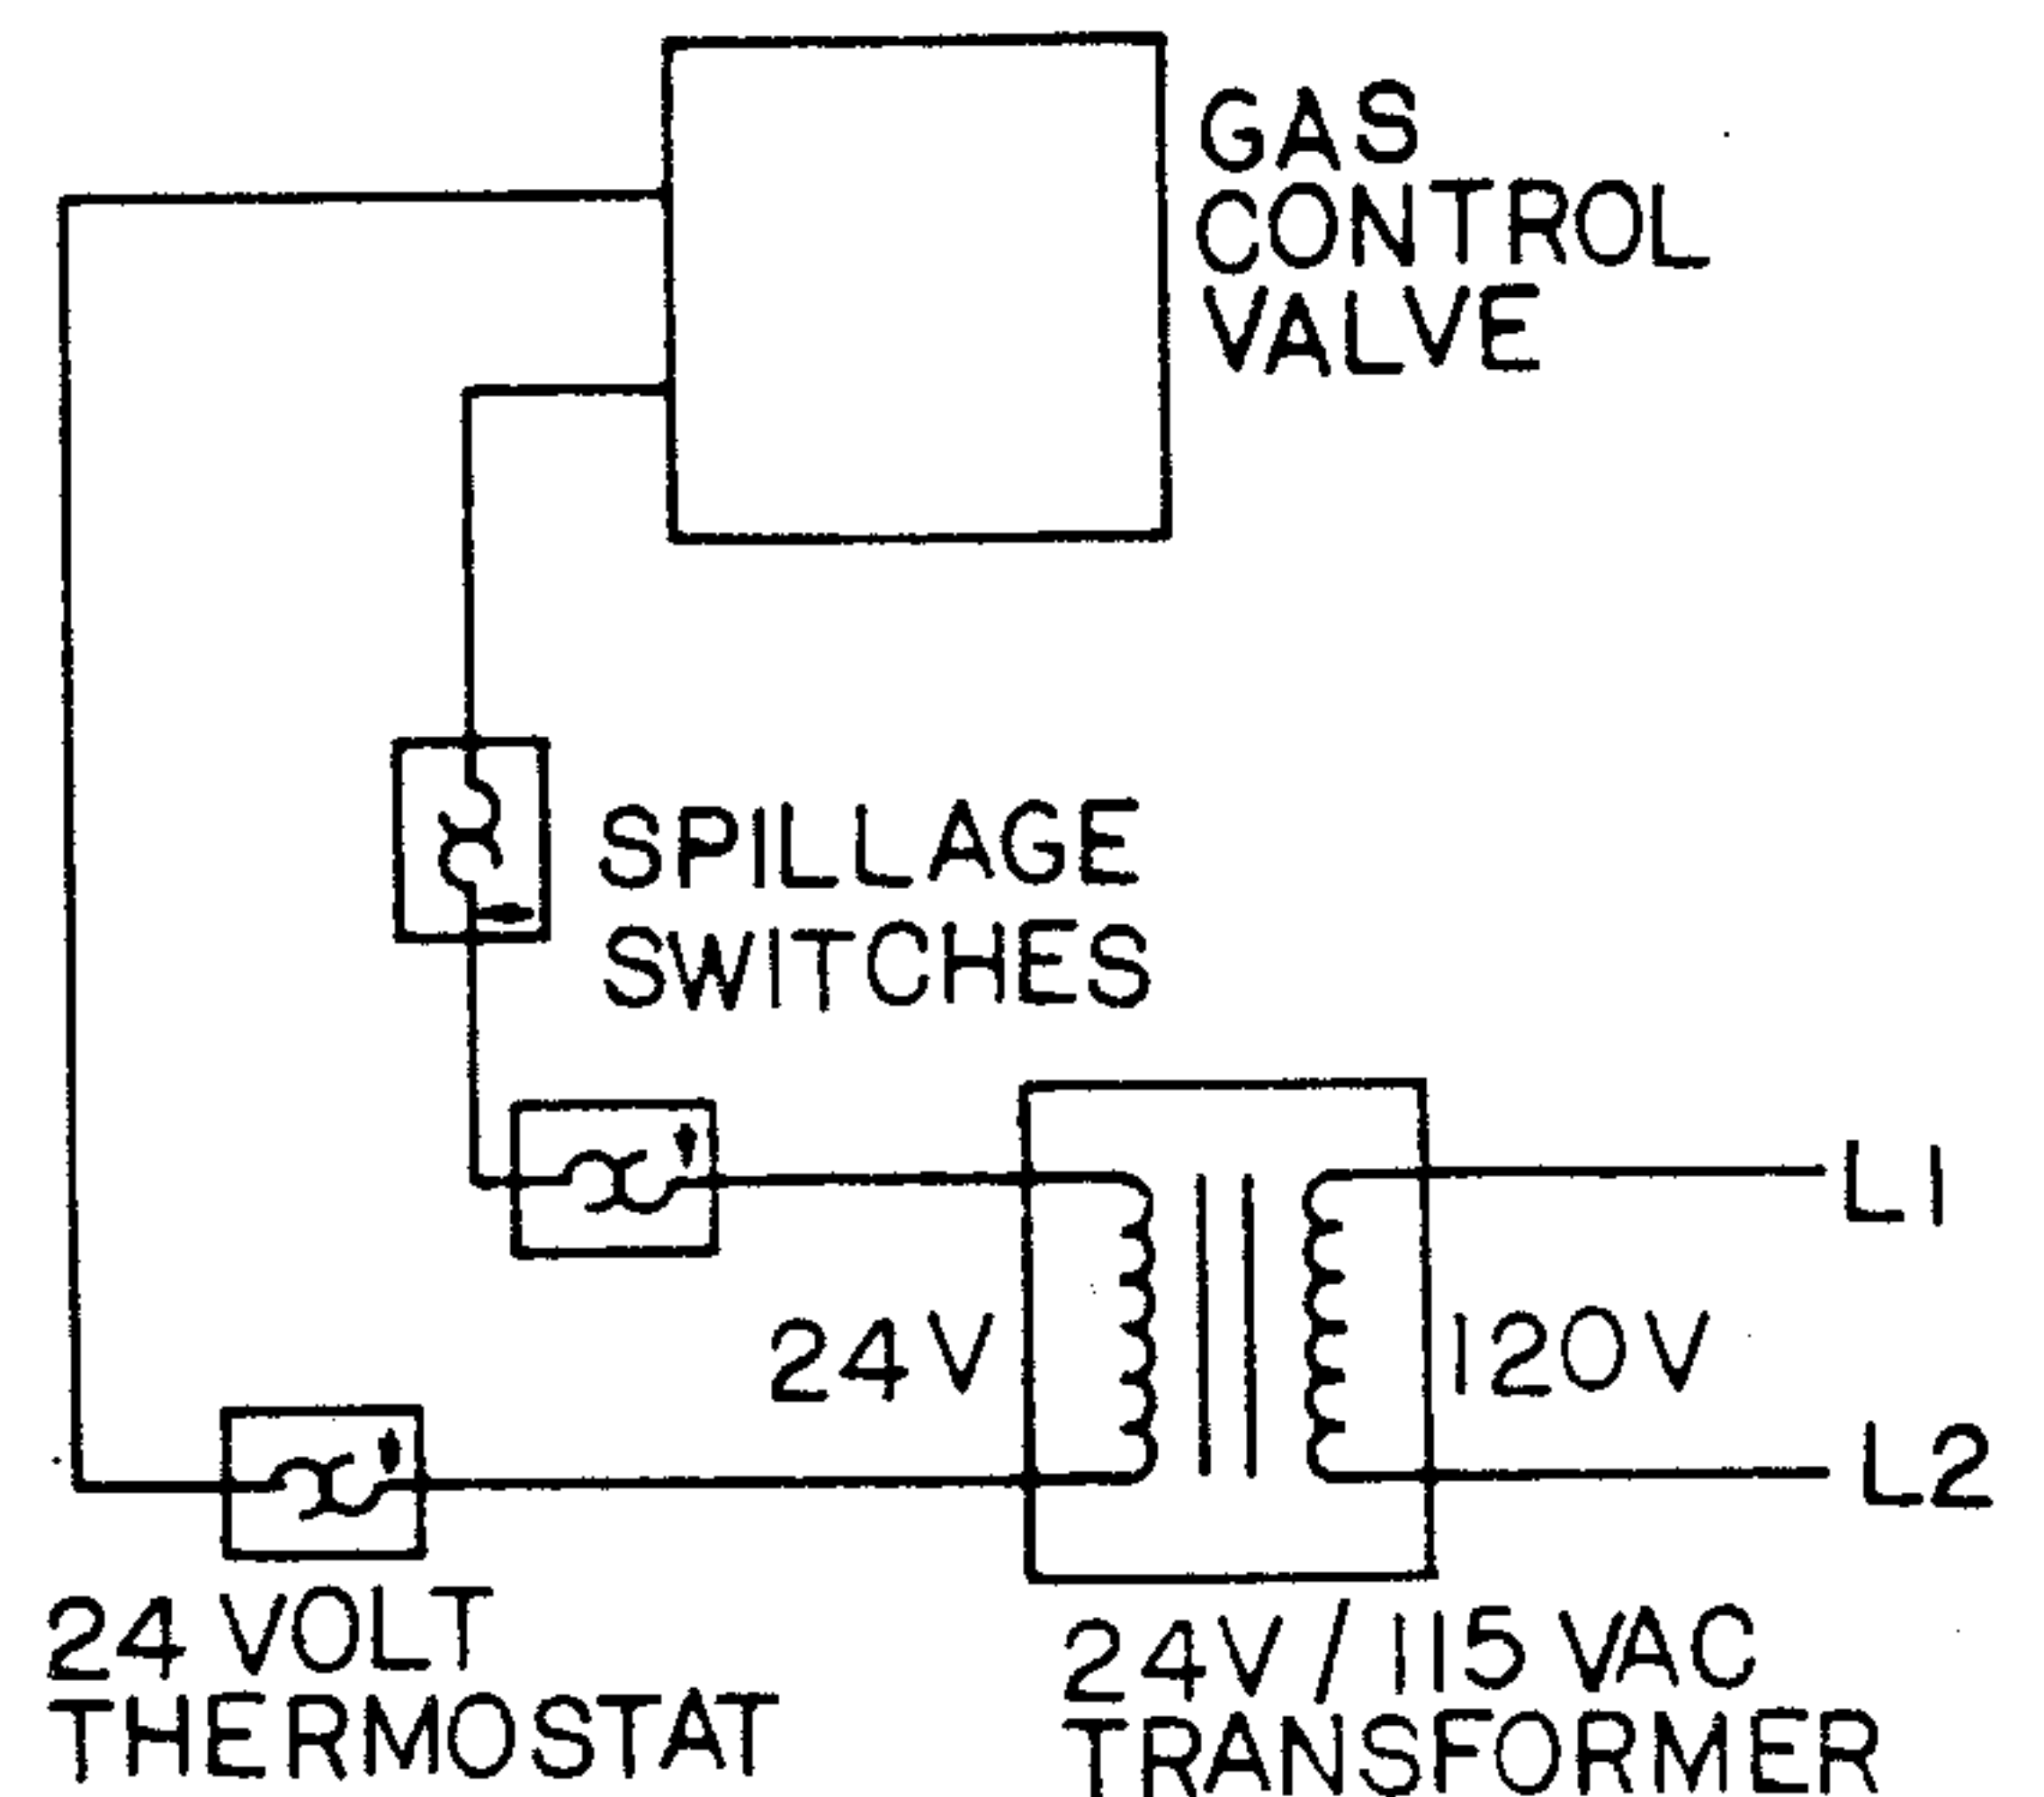 GAS
CONTROL
VALVE
SPILLAGE
SWITCHES
L1
24V
120V
L2
24 VOLT
THERMOSTAT
24V/115 VAC
TRANSFORMER